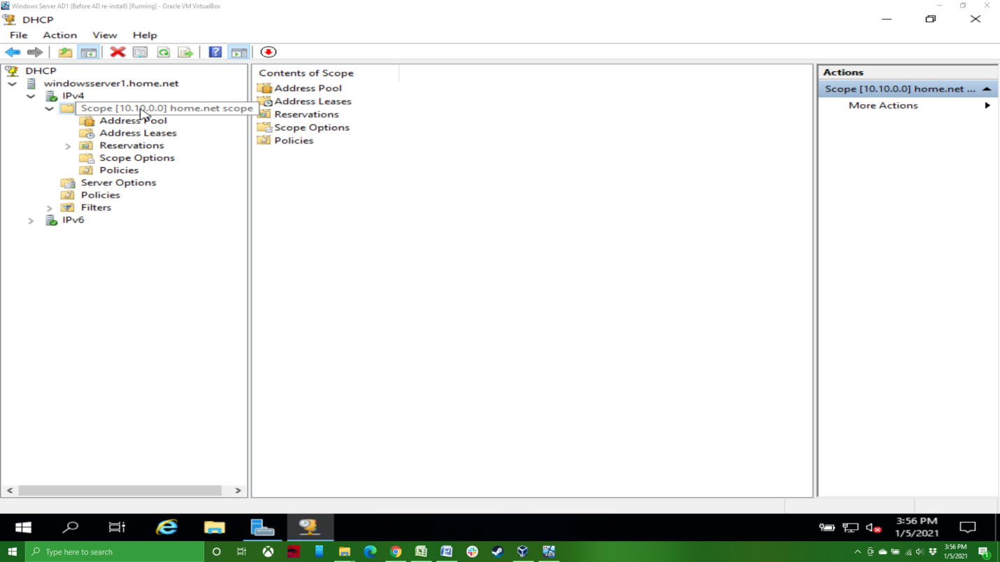 Windows Server AD1 (Before AD re-install) [Running] - Oracle VM VirtualBox
DHCP
File Action View Help
DHCP
windowsserver1.home.net
IPv4
Scope [10.10.0.0] home.net scope
Address Pool
Address Leases
Reservations
Scope Options
Policies
Server Options
Policies
Filters
IPv6
Contents of Scope
Address Pool
Address Leases
Reservations
Scope Options
Policies
Actions
Scope [10.10.0.0] home.net ...
More Actions
3:56 PM
1/5/2021
Type here to search
3:56 PM
1/5/2021